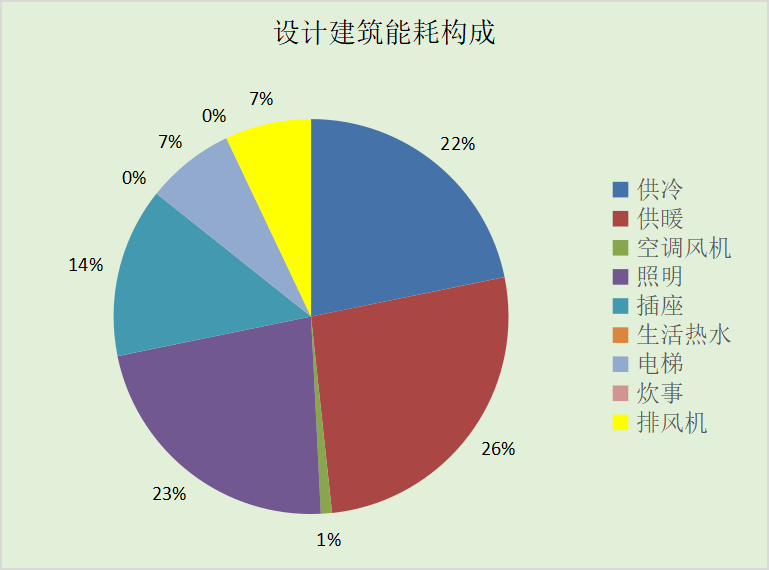 设计建筑能耗构成
7%
0%
7%
0%
14%
23%
1%
26%
22%
供冷
供暖
空调风机
照明
插座
生活热水
电梯
炊事
排风机